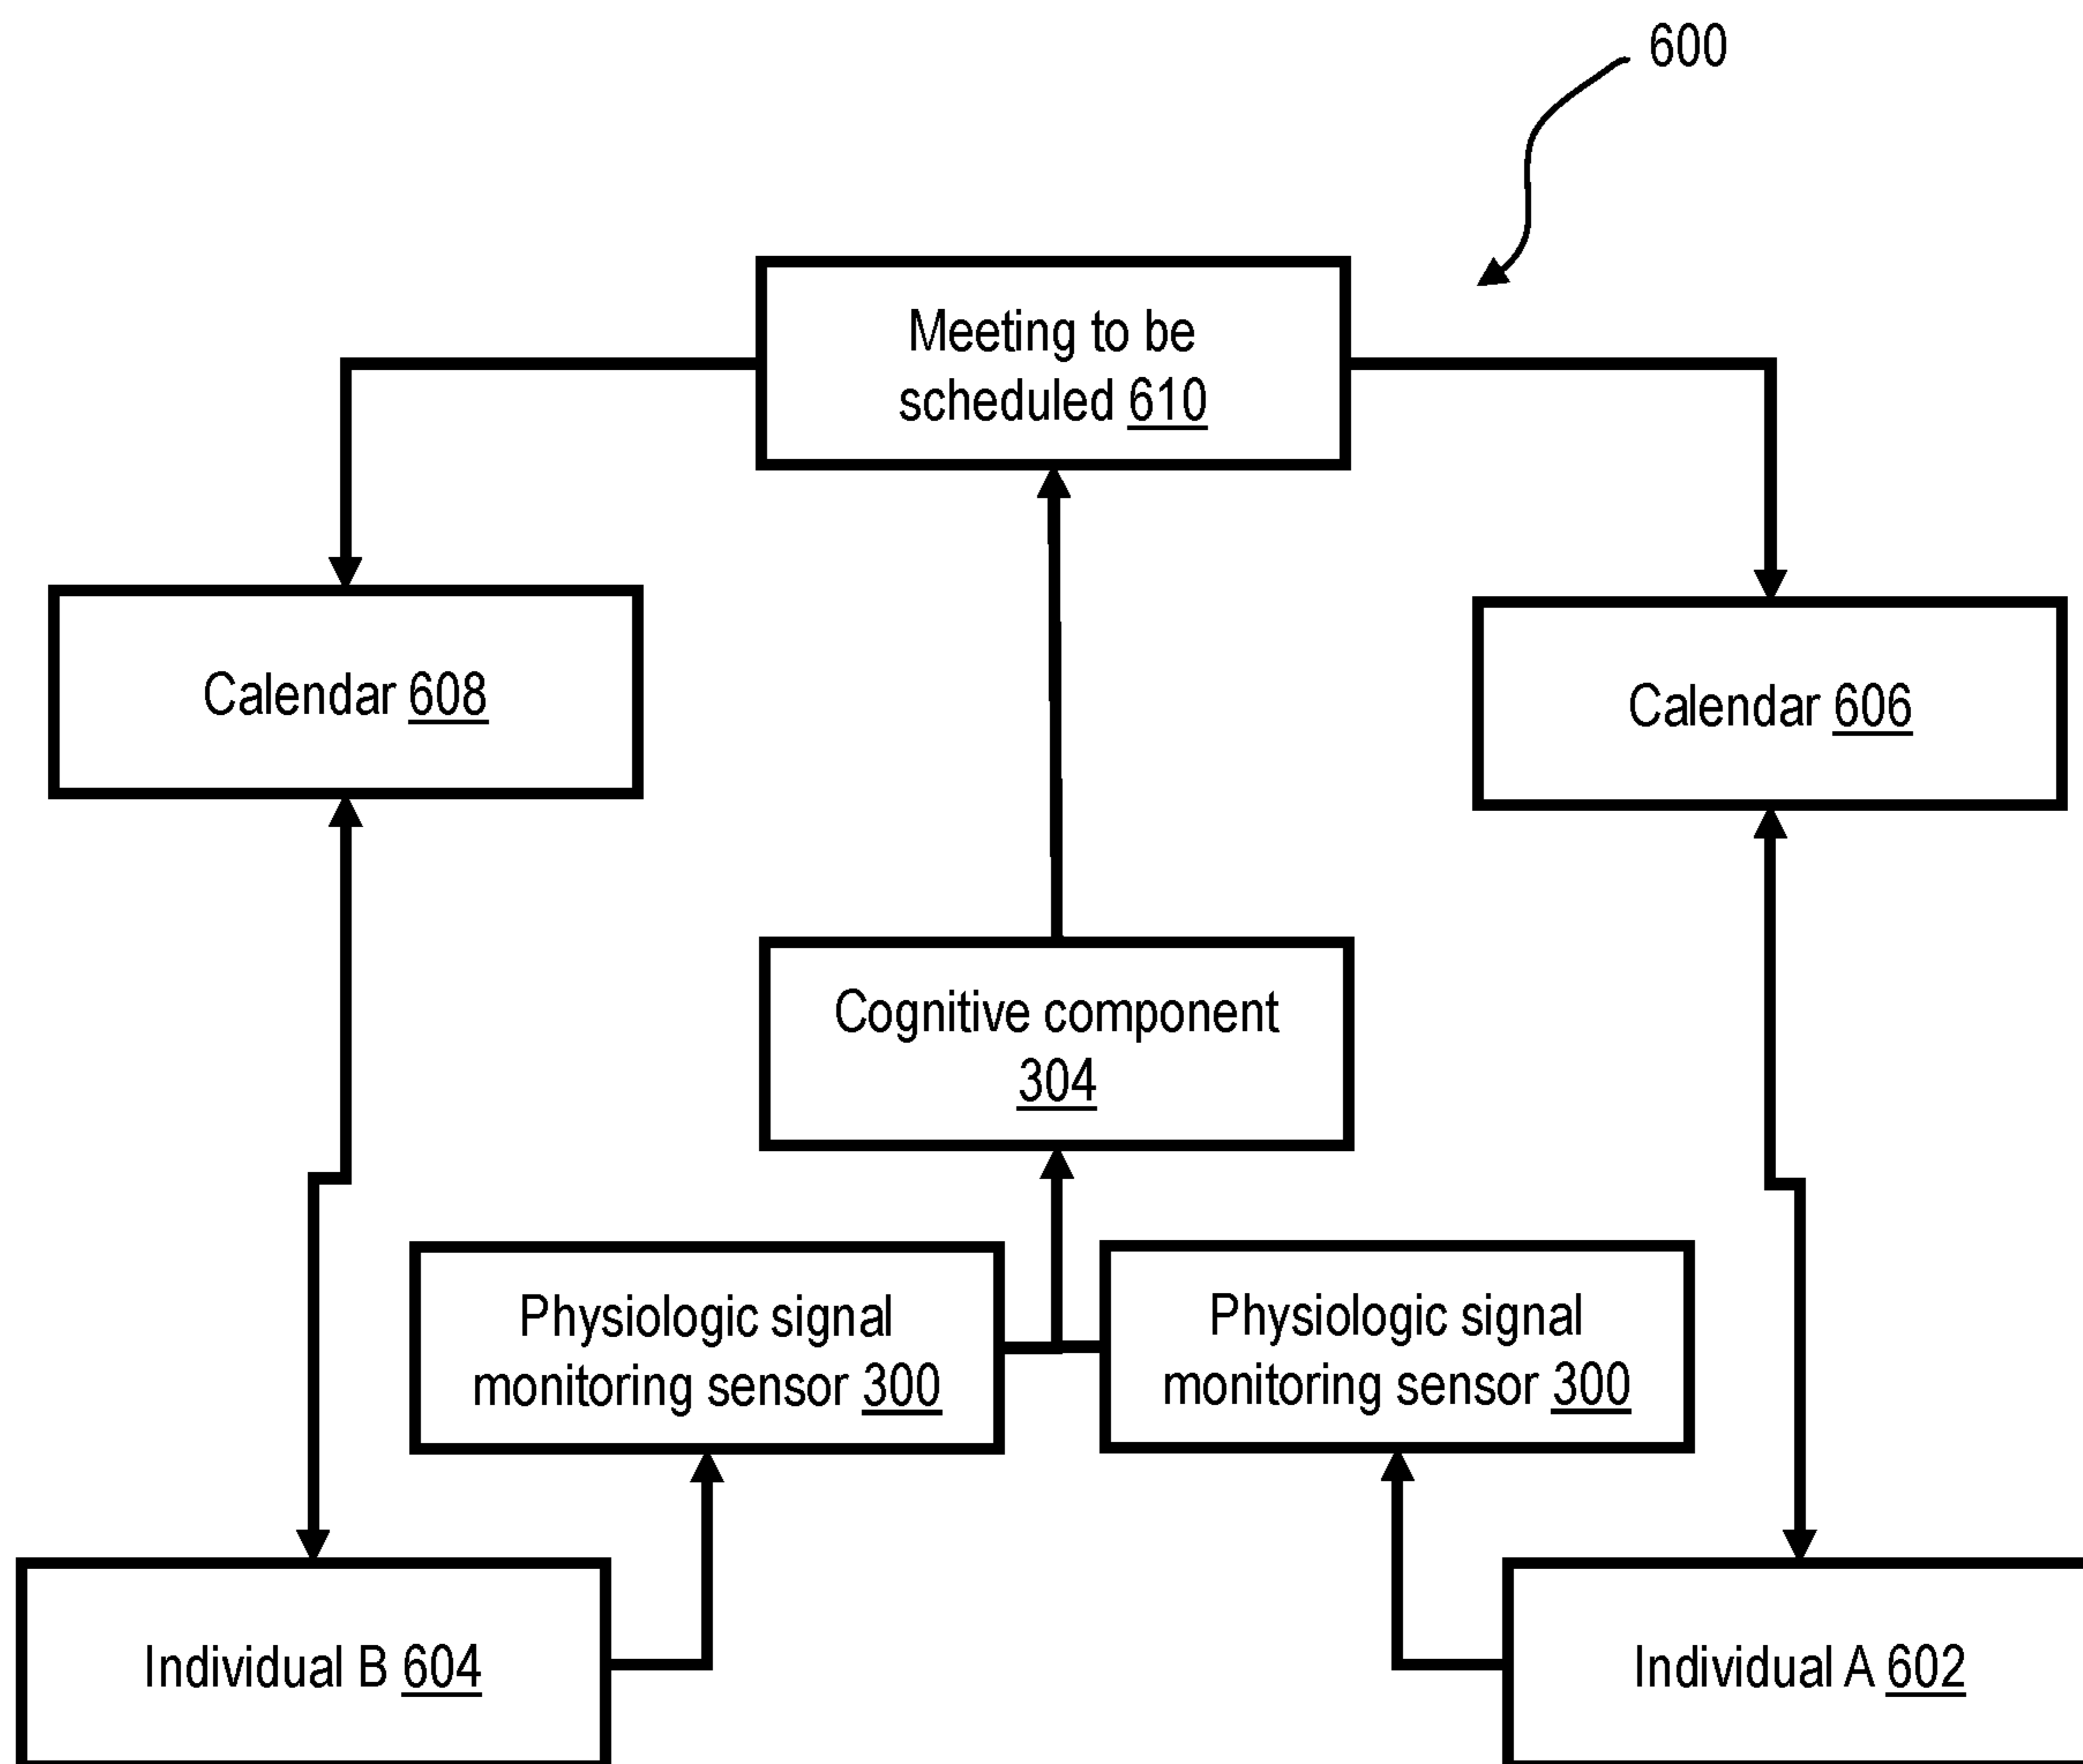 600
Meeting to be
scheduled 610
Calendar 608
Calendar 606
Cognitive component
304
Physiologic signal
monitoring sensor 300
Physiologic signal
monitoring sensor 300
Individual B 604
Individual A 602